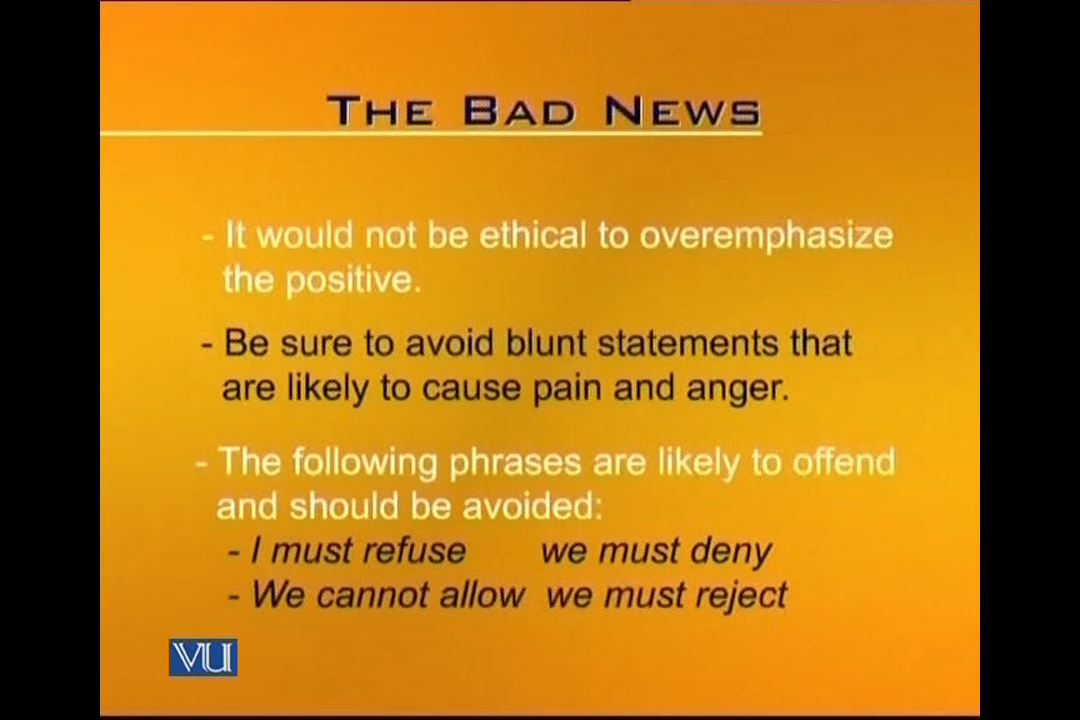 THE BAD NEWS
- It would not be ethical to overemphasize
the positive.
- Be sure to avoid blunt statements that
are likely to cause pain and anger.
- The following phrases are likely to offend
and should be avoided:
- I must refuse we must deny
- We cannot allow we must reject
VU